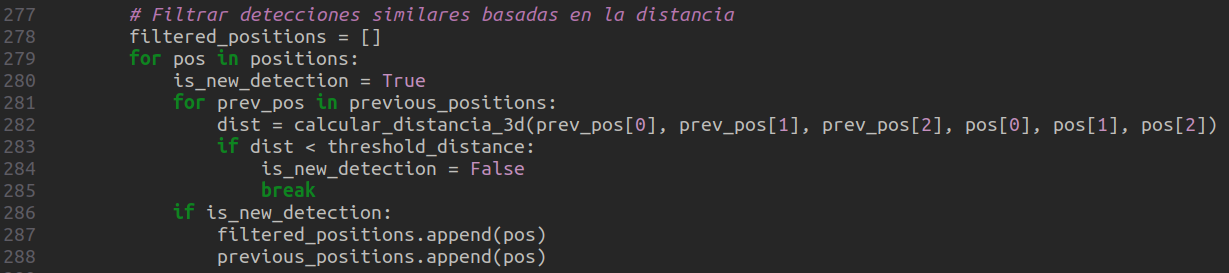 277 # Filtrar detecciones similares basadas en la distancia
278 filtered_positions = []
279 for pos in positions:
280 is_new_detection = True
281 for prev_pos in previous_positions:
282 dist = calcular_distancia_3d(prev_pos[0], prev_pos[1], prev_pos[2], pos[0], pos[1], pos[2])
283 if dist < threshold_distance:
284 is_new_detection = False
285 break
286 if is_new_detection:
287 filtered_positions.append(pos)
288 previous_positions.append(pos)